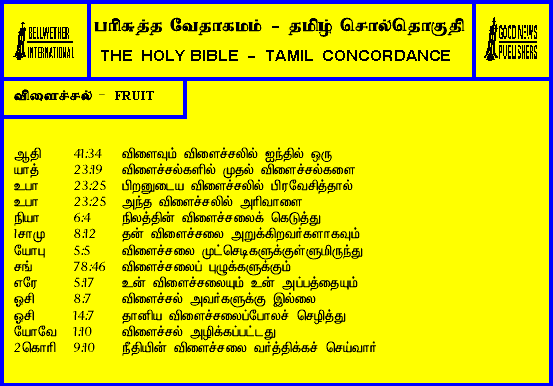 BELLWETHER
INTERNATIONAL
பரிசுத்த வேதாகமம் - தமிழ் சொல்தொகுதி
THE HOLY BIBLE - TAMIL CONCORDANCE
GOOD NEWS
PUBLISHERS
விளைச்சல் - FRUIT
ஆதி 41:34 விளைவும் விளைச்சலில் ஐந்தில் ஒரு
யாத் 23:19 விளைச்சல்களில் முதல் விளைச்சல்களை
உபா 23:25 பிறனுடைய விளைச்சலில் பிரவேசித்தால்
உபா 23:25 அந்த விளைச்சலில் அரிவாளை
நியா 6:4 நிலத்தின் விளைச்சலைக் கெடுத்து
1சாமு 8:12 தன் விளைச்சலை அறுக்கிறவர்களாகவும்
யோபு 5:5 விளைச்சலை முட்செடிகளுக்குள்ளுமிருந்து
சங் 78:46 விளைச்சலைப் புழுக்களுக்கும்
எரே 5:17 உன் விளைச்சலையும் உன் அப்பத்தையும்
ஓசி 8:7 விளைச்சல் அவர்களுக்கு இல்லை
ஓசி 14:7 தானிய விளைச்சலைப்போலச் செழித்து
யோவே 1:10 விளைச்சல் அழிக்கப்பட்டது
2கொரி 9:10 நீதியின் விளைச்சலை வர்த்திக்கச் செய்வார்